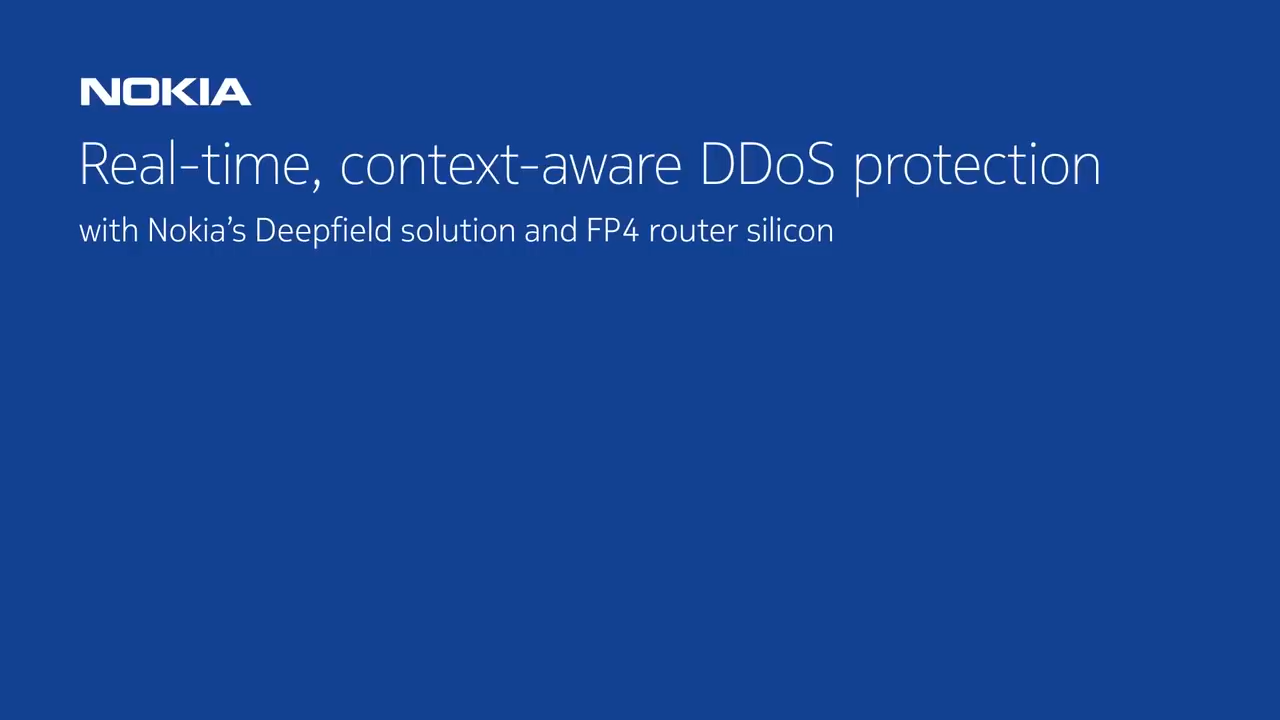 NOKIA
Real-time, context-aware DDoS protection
with Nokia’s Deepfield solution and FP4 router silicon